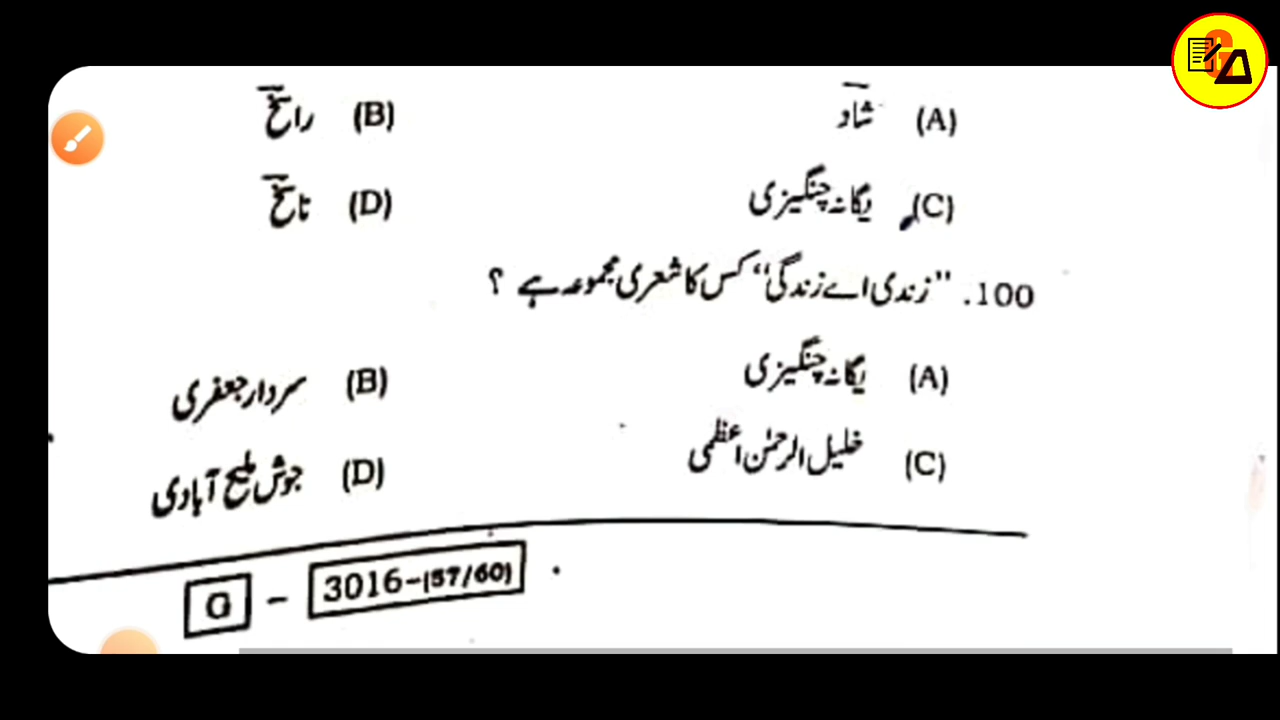 (A) شاد (B) راسخ
(C) یگانہ چنگیزی (D) ناسخ
100. "زندی اے زندگی" کس کا شعری مجموعہ ہے ؟
(A) یگانہ چنگیزی (B) سردار جعفری
(C) خلیل الرحمٰن اعظمی (D) جوش ملیح آبادی
G - 3016-(57/60)